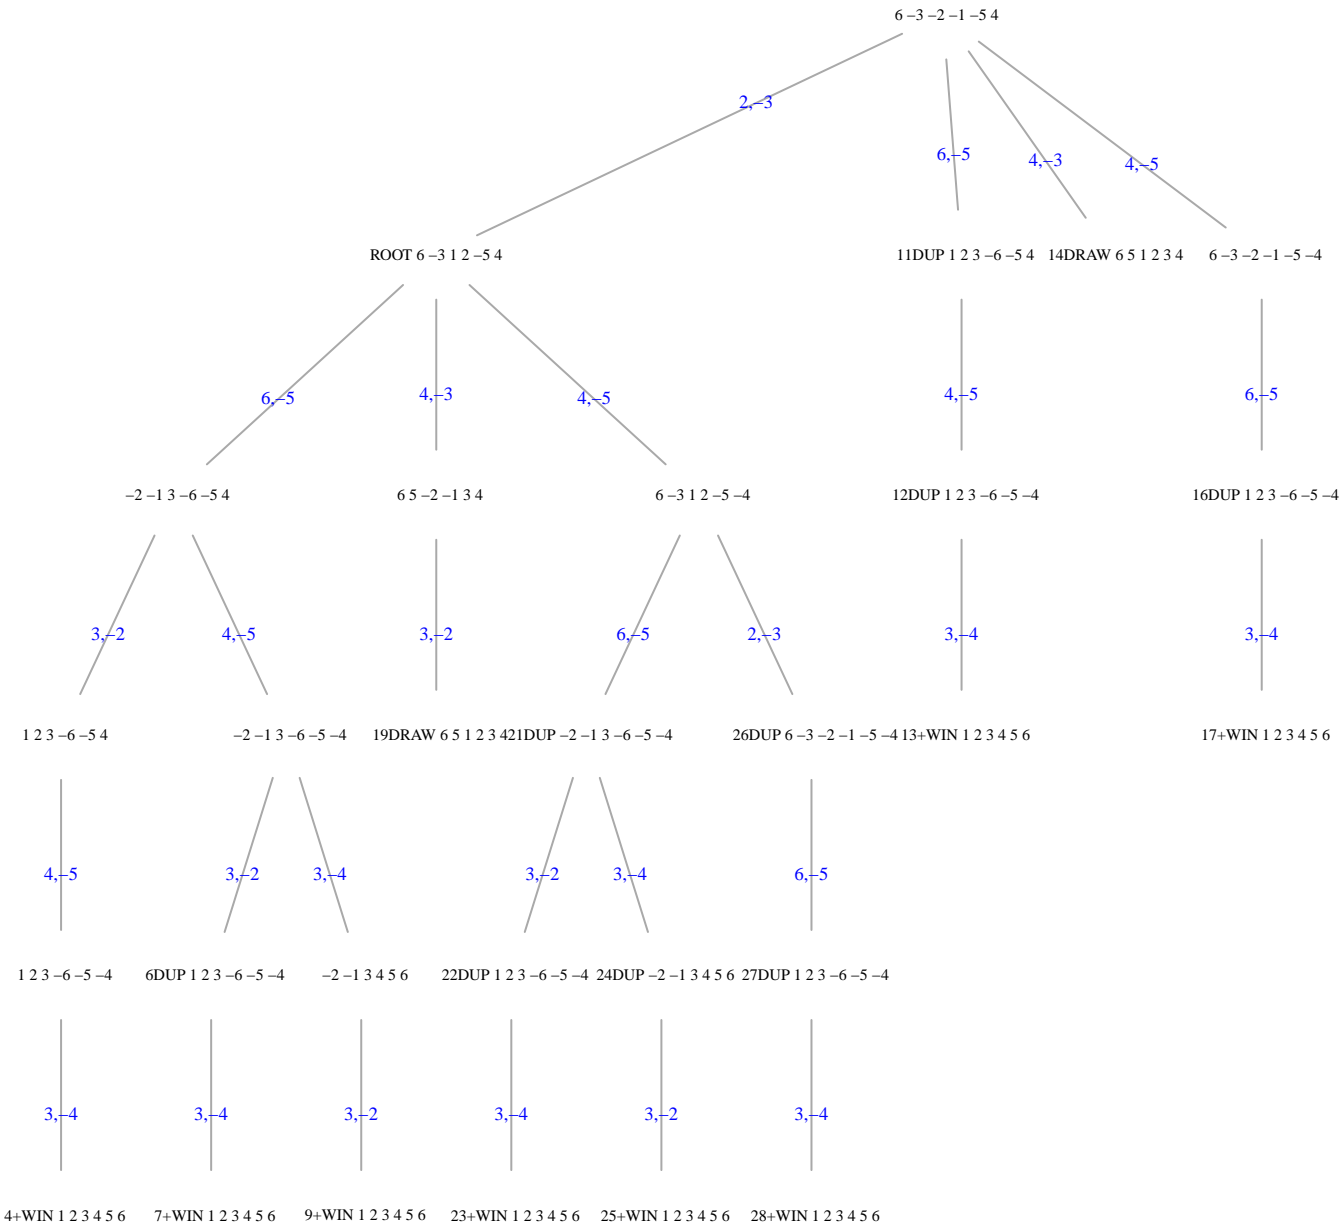 6 −3 −2 −1 −5 4
2,−3
6,−5
4,−3
4,−5
ROOT 6 −3 1 2 −5 4
11DUP 1 2 3 −6 −5 4
14DRAW 6 5 1 2 3 4
6 −3 −2 −1 −5 −4
6,−5
4,−3
4,−5
4,−5
6,−5
−2 −1 3 −6 −5 4
6 5 −2 −1 3 4
6 −3 1 2 −5 −4
12DUP 1 2 3 −6 −5 −4
16DUP 1 2 3 −6 −5 −4
3,−2
4,−5
3,−2
6,−5
2,−3
3,−4
3,−4
1 2 3 −6 −5 4
−2 −1 3 −6 −5 −4
19DRAW 6 5 1 2 3 4
21DUP −2 −1 3 −6 −5 −4
26DUP 6 −3 −2 −1 −5 −4
13+WIN 1 2 3 4 5 6
17+WIN 1 2 3 4 5 6
4,−5
3,−2
3,−4
3,−2
3,−4
6,−5
1 2 3 −6 −5 −4
6DUP 1 2 3 −6 −5 −4
−2 −1 3 4 5 6
22DUP 1 2 3 −6 −5 −4
24DUP −2 −1 3 4 5 6
27DUP 1 2 3 −6 −5 −4
3,−4
3,−4
3,−2
3,−4
3,−2
3,−4
4+WIN 1 2 3 4 5 6
7+WIN 1 2 3 4 5 6
9+WIN 1 2 3 4 5 6
23+WIN 1 2 3 4 5 6
25+WIN 1 2 3 4 5 6
28+WIN 1 2 3 4 5 6